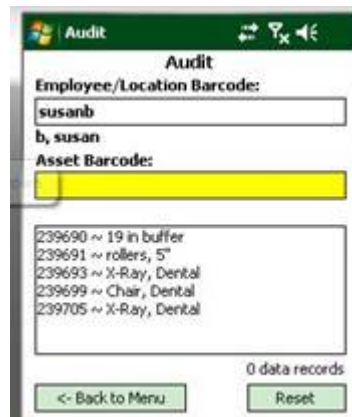 Audit
Audit
Employee/Location Barcode:
susanb
b, susan
Asset Barcode:
239690 ~ 19 in buffer
239691 ~ rollers, 5"
239693 ~ X-Ray, Dental
239699 ~ Chair, Dental
239705 ~ X-Ray, Dental
0 data records
<- Back to Menu
Reset